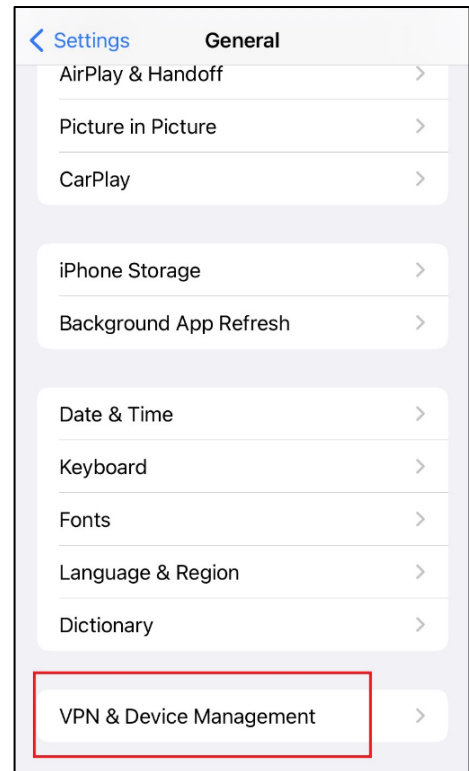 Settings General
AirPlay & Handoff
Picture in Picture
CarPlay
iPhone Storage
Background App Refresh
Date & Time
Keyboard
Fonts
Language & Region
Dictionary
VPN & Device Management